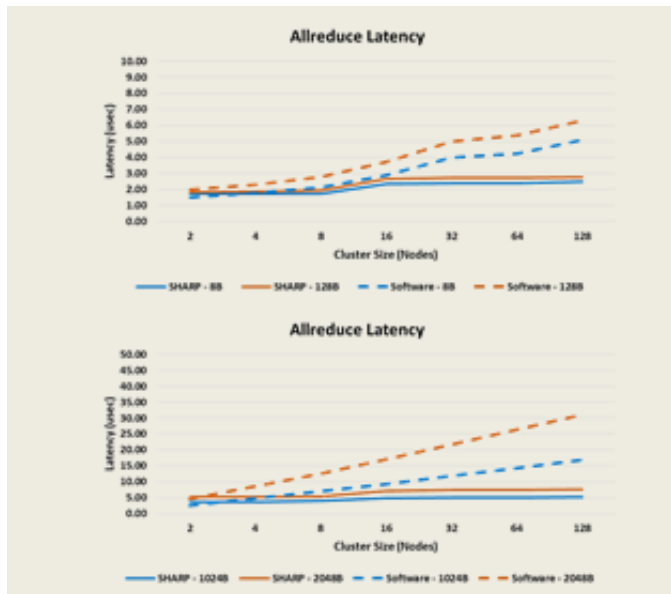 Allreduce Latency
10.00
9.00
8.00
7.00
6.00
5.00
4.00
3.00
2.00
1.00
0.00
Latency (usec)
2 4 8 16 32 64 128
Cluster Size (Nodes)
SHARP - 8B SHARP - 128B Software - 8B Software - 128B
Allreduce Latency
50.00
45.00
40.00
35.00
30.00
25.00
20.00
15.00
10.00
5.00
0.00
Latency (usec)
2 4 8 16 32 64 128
Cluster Size (Nodes)
SHARP - 1024B SHARP - 2048B Software - 1024B Software - 2048B